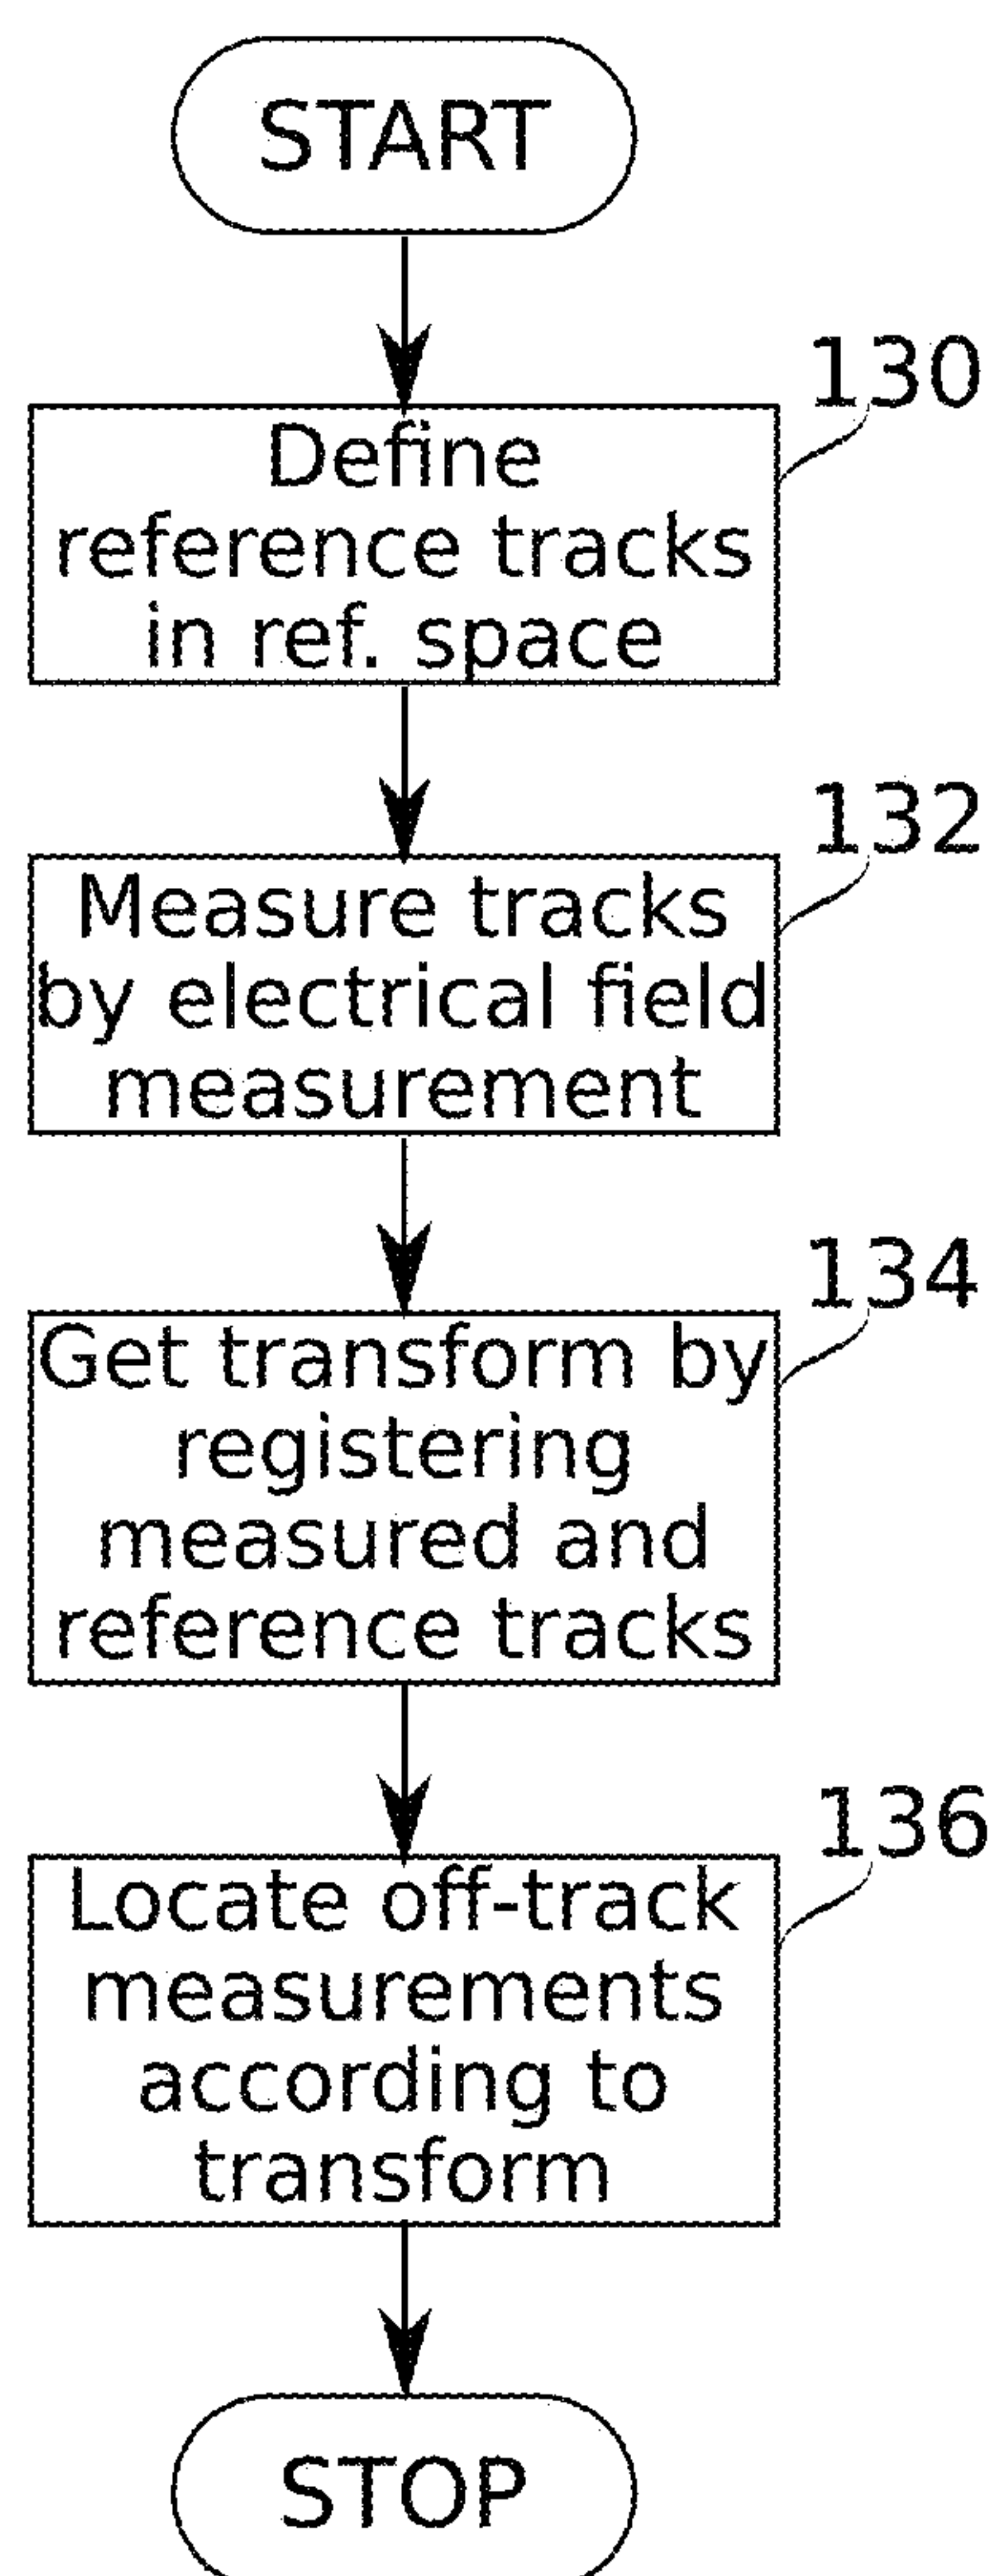 START
130
Define
reference tracks
in ref. space
132
Measure tracks
by electrical field
measurement
134
Get transform by
registering
measured and
reference tracks
136
Locate off-track
measurements
according to
transform
STOP